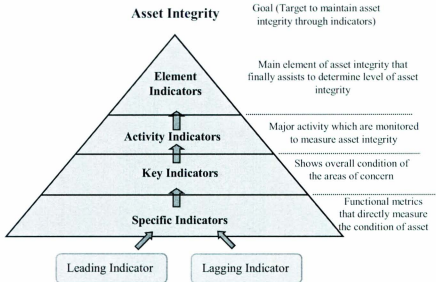 Asset Integrity
Goal (Target to maintain asset
integrity through indicators)
Element
Indicators
Main element of asset integrity that
finally assists to determine level of asset
integrity
Activity Indicators
Major activity which are monitored
to measure asset integrity
Key Indicators
Shows overall condition of
the areas of concern
Specific Indicators
Functional metrics
that directly measure
the condition of asset
Leading Indicator
Lagging Indicator